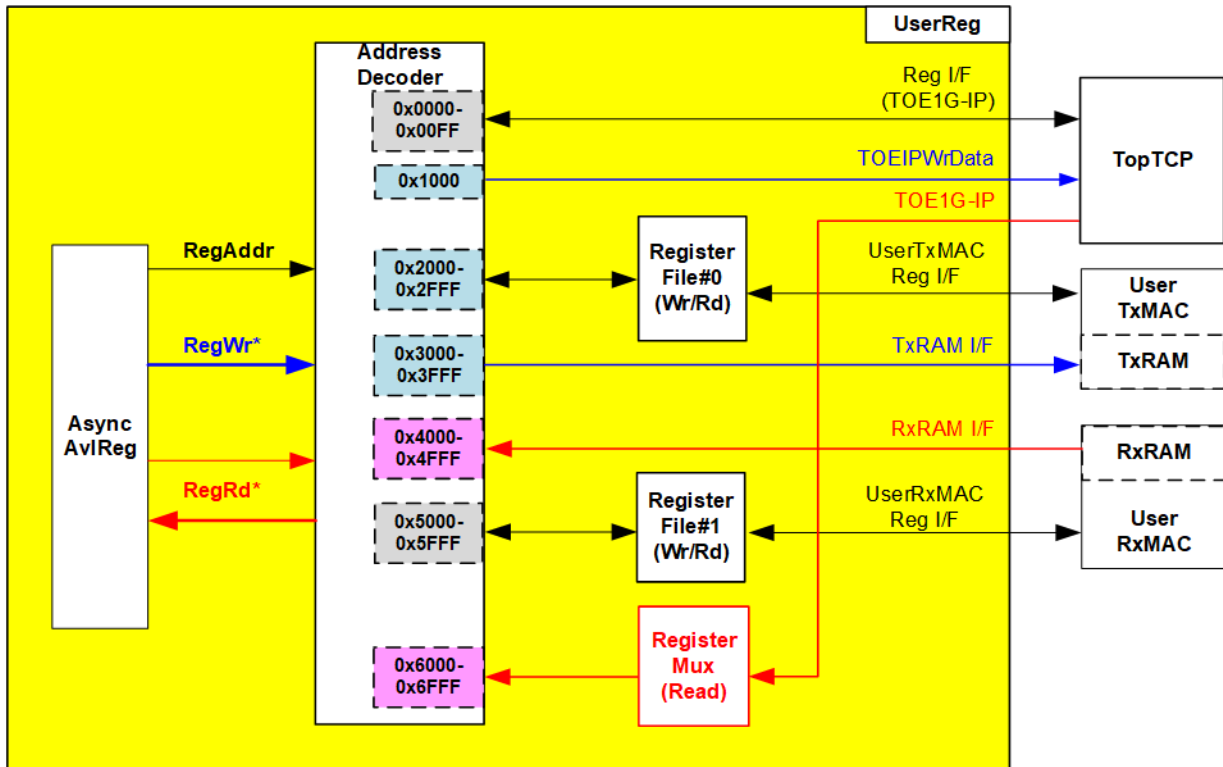 UserReg
Address
Decoder
Reg I/F
(TOE1G-IP)
0x0000-
0x00FF
TOEIPWrData
TopTCP
0x1000
TOE1G-IP
RegAddr
0x2000-
0x2FFF
Register
File#0
(Wr/Rd)
UserTxMAC
Reg I/F
User
TxMAC
RegWr*
0x3000-
0x3FFF
TxRAM I/F
TxRAM
Async
AvlReg
0x4000-
0x4FFF
RxRAM I/F
RxRAM
RegRd*
0x5000-
0x5FFF
Register
File#1
(Wr/Rd)
UserRxMAC
Reg I/F
User
RxMAC
0x6000-
0x6FFF
Register
Mux
(Read)